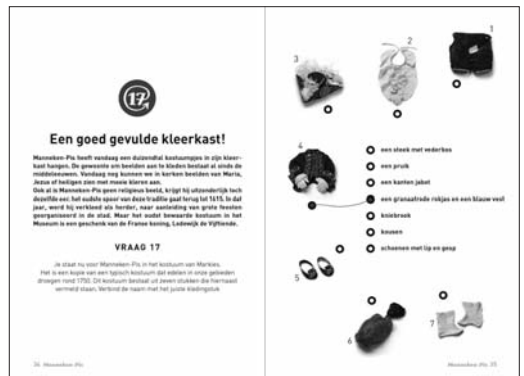 17
Een goed gevulde kleerkast!
Manneken-Pis heeft vandaag een duizendtal kostuumpjes in zijn kleer-
kast hangen. De gewoonte om beelden aan te kleden bestaat al sinds de
middeleeuwen. Vandaag nog kunnen we in kerken beelden van Maria,
Jezus of heiligen zien met mooie kleren aan.
Ook al is Manneken-Pis geen religieus beeld, krijgt hij uitzonderlijk toch
dezelfde eer: het oudste spoor van deze traditie gaat terug tot 1615. In dat
jaar, werd hij verkleed als herder, naar aanleiding van grote feesten
georganiseerd in de stad. Maar het oudst bewaarde kostuum in het
Museum is een geschenk van de Franse koning, Lodewijk de Vijftiende.
VRAAG 17
Je staat nu voor Manneken-Pis in het kostuum van Markies.
Het is een kopie van een typisch kostuum dat edelen in onze gebieden
droegen rond 1750. Dit kostuum bestaat uit zeven stukken die hiernaast
vermeld staan. Verbind de naam met het juiste kledingstuk
34 Manneken-Pis
1
2
3
4
een steek met vederbos
een pruik
een kanten jabot
een granaatrode rokjas en een blauw vest
kniebroek
kousen
schoenen met lip en gesp
5
6
7
Manneken-Pis 35